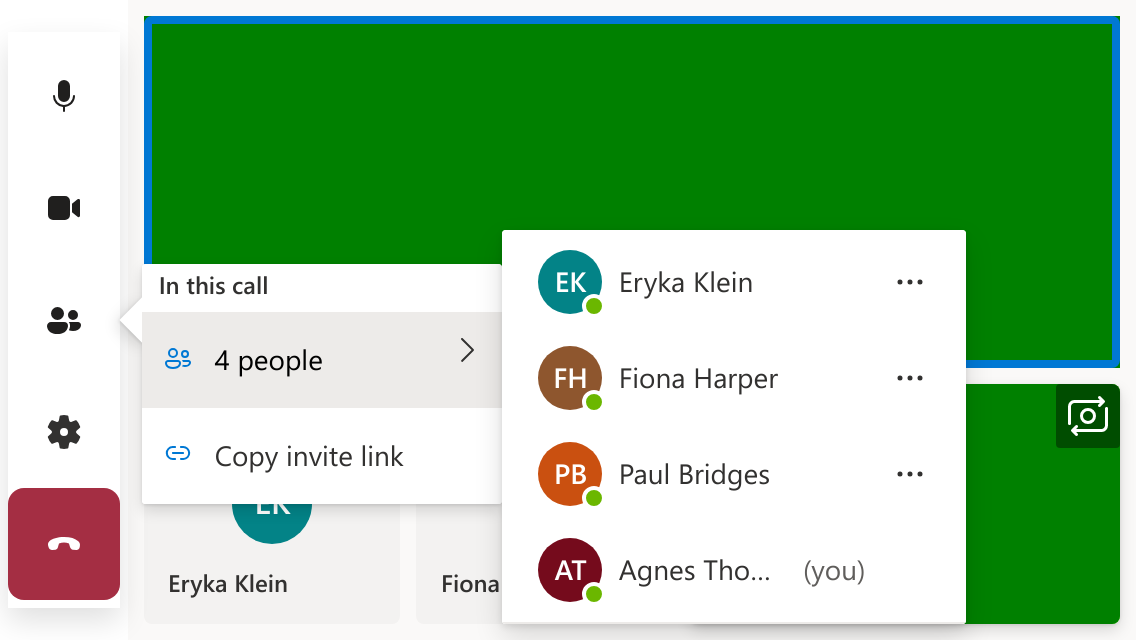 In this call
4 people
Copy invite link
EK
Eryka Klein
Fiona
EK
Eryka Klein
FH
Fiona Harper
PB
Paul Bridges
AT
Agnes Tho... (you)